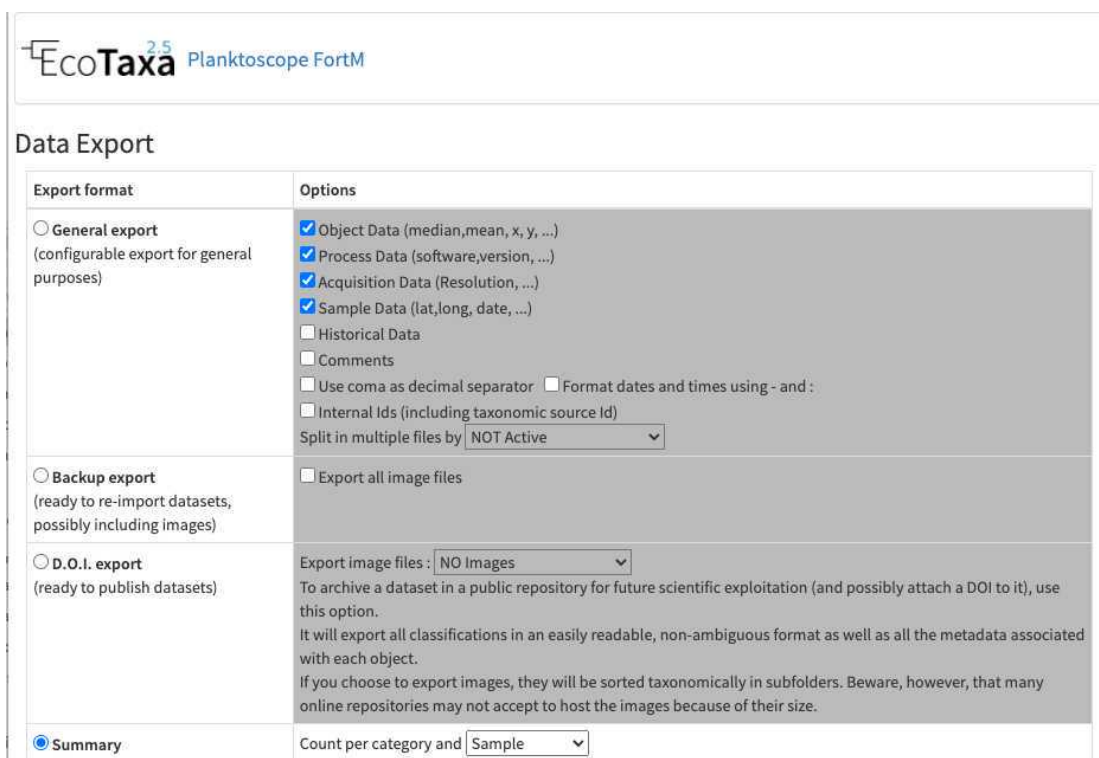 EcoTaxa 2.5 Planktoscope FortM
Data Export
Export format Options
General export
(configurable export for general
purposes)
Object Data (median,mean, x, y, ...)
Process Data (software,version, ...)
Acquisition Data (Resolution, ...)
Sample Data (lat,long, date, ...)
Historical Data
Comments
Use coma as decimal separator Format dates and times using - and :
Internal Ids (including taxonomic source Id)
Split in multiple files by NOT Active
Backup export
(ready to re-import datasets,
possibly including images)
Export all image files
D.O.I. export
(ready to publish datasets)
Export image files : NO Images
To archive a dataset in a public repository for future scientific exploitation (and possibly attach a DOI to it), use
this option.
It will export all classifications in an easily readable, non-ambiguous format as well as all the metadata associated
with each object.
If you choose to export images, they will be sorted taxonomically in subfolders. Beware, however, that many
online repositories may not accept to host the images because of their size.
Summary
Count per category and Sample